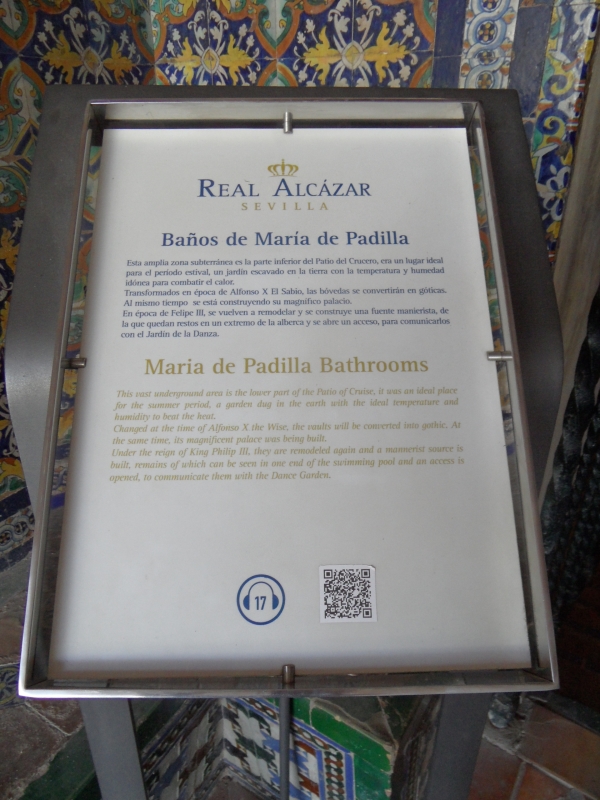 REAL ALCÁZAR
SEVILLA
Baños de María de Padilla
Esta amplia zona subterránea es la parte inferior del Patio del Crucero, era un lugar ideal
para el período estival, un jardín escavado en la tierra con la temperatura y humedad
idónea para combatir el calor.
Transformados en época de Alfonso X El Sabio, las bóvedas se convertirán en góticas.
Al mismo tiempo se está construyendo su magnífico palacio.
En época de Felipe III, se vuelven a remodelar y se construye una fuente manierista, de
la que quedan restos en un extremo de la alberca y se abre un acceso, para comunicarlos
con el Jardín de la Danza.
Maria de Padilla Bathrooms
This vast underground area is the lower part of the Patio of Cruise, it was an ideal place
for the summer period, a garden dug in the earth with the ideal temperature and
humidity to beat the heat.
Changed at the time of Alfonso X the Wise, the vaults will be converted into gothic. At
the same time, its magnificent palace was being built.
Under the reign of King Philip III, they are remodeled again and a mannerist source is
built, remains of which can be seen in one end of the swimming pool and an access is
opened, to communicate them with the Dance Garden.
17